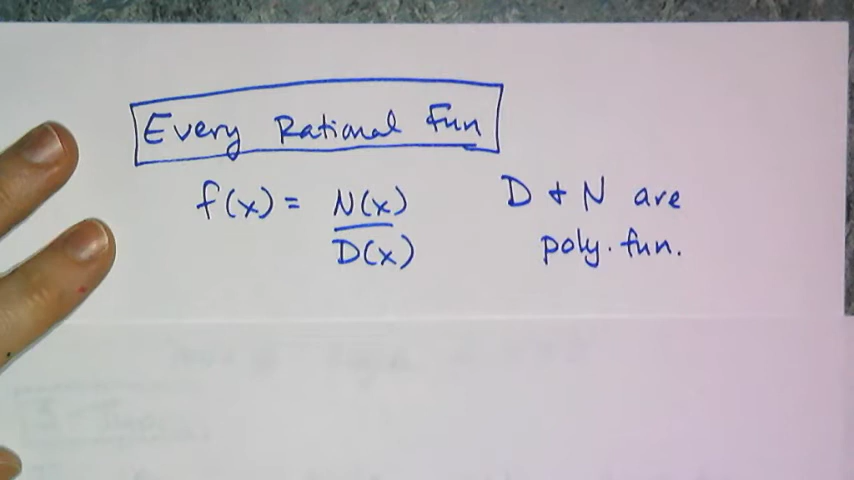 Every Rational Fun
f(x) = N(x)/D(x)
D + N are
poly. fun.